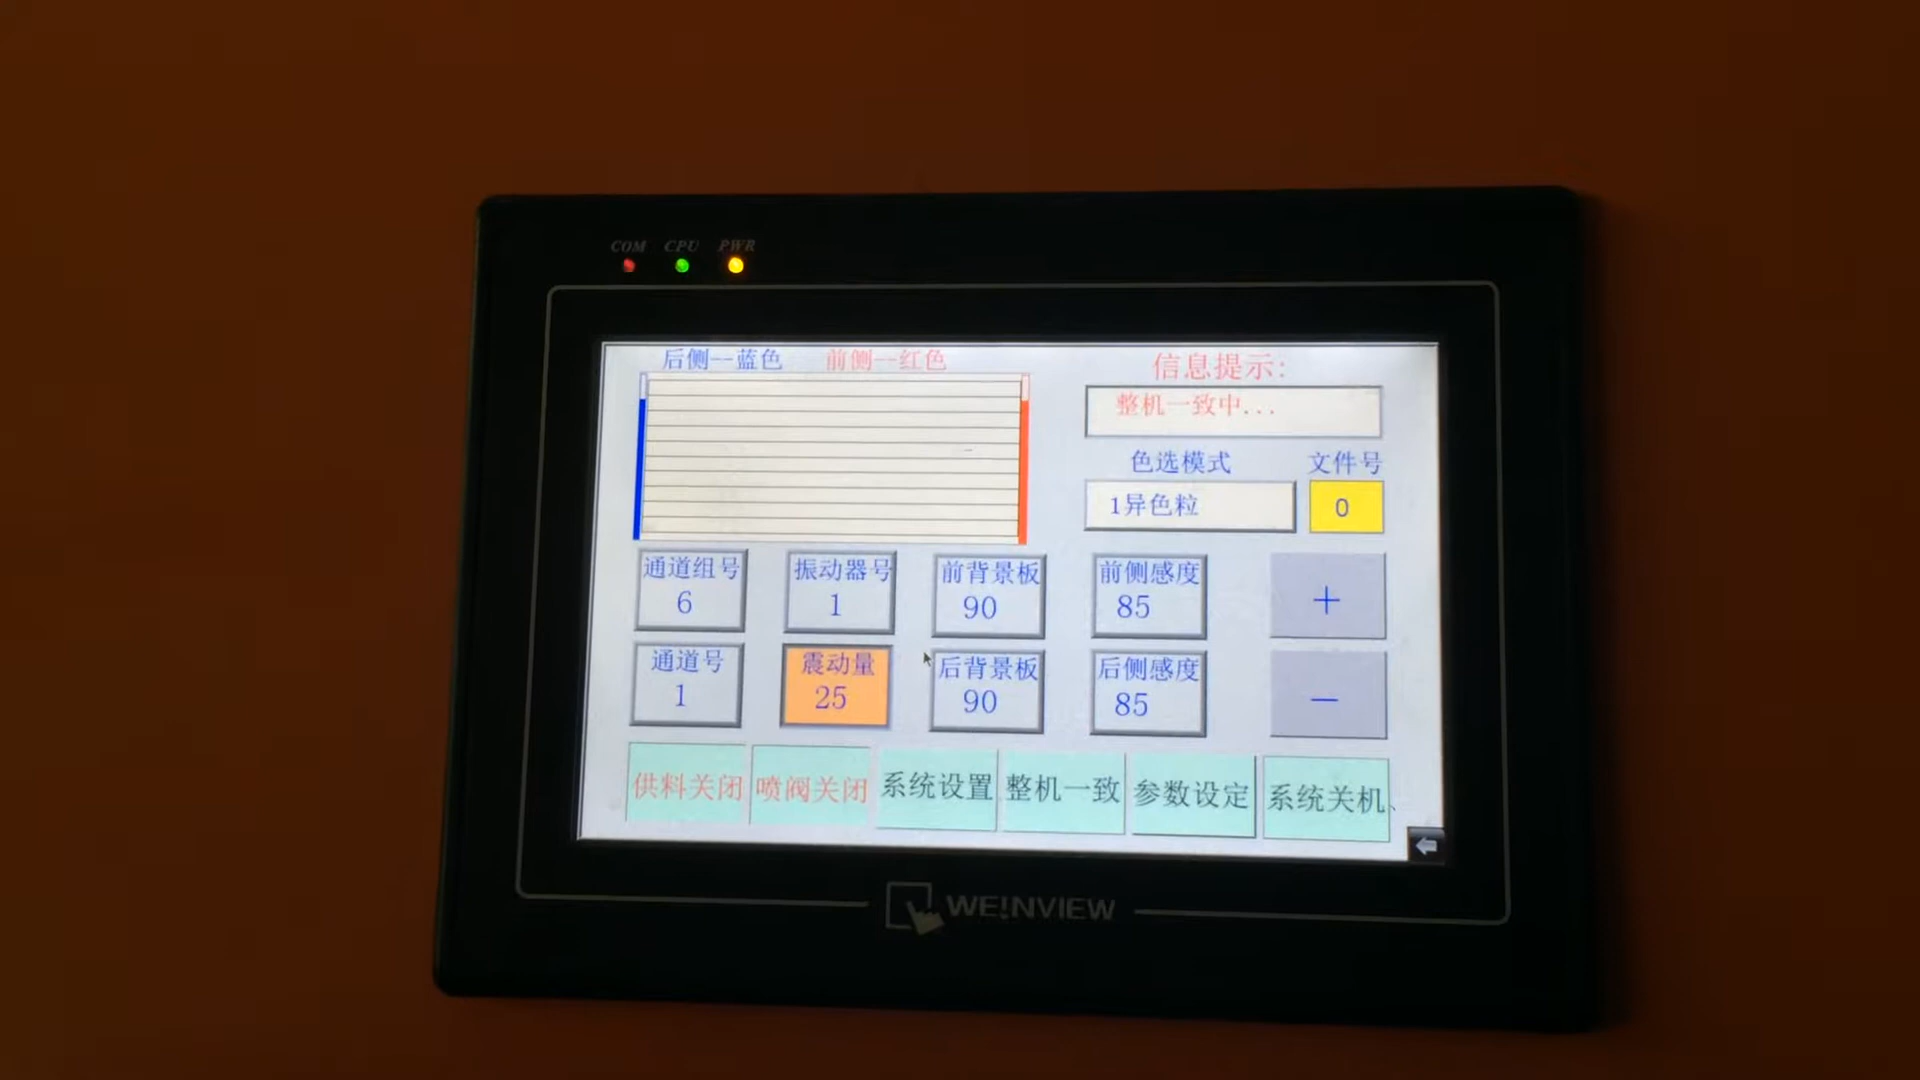 COM CPU PWR
后侧--蓝色 前侧--红色
信息提示:
整机一致中...
色选模式 文件号
1异色粒 0
通道组号 振动器号 前背景板 前侧感度
6 1 90 85 +
通道号 震动量 后背景板 后侧感度
1 25 90 85 －
供料关闭 喷阀关闭 系统设置 整机一致 参数设定 系统关机
WE!NVIEW